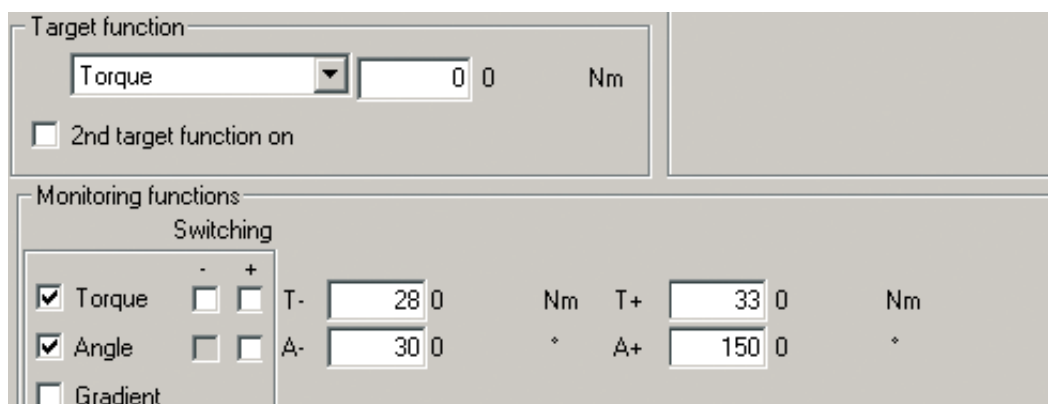 Target function
Torque 0 0 Nm
2nd target function on
Monitoring functions
Switching
- +
Torque T- 28 0 Nm T+ 33 0 Nm
Angle A- 30 0 ° A+ 150 0 °
Gradient